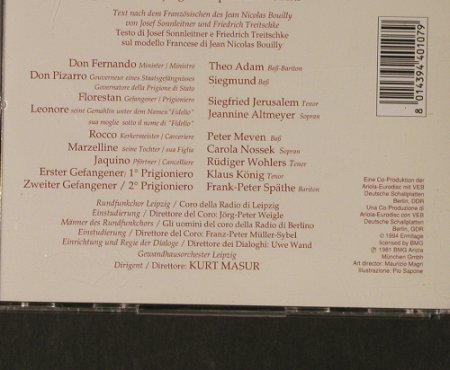 Text nach dem Französischen des Jean Nicolas Bouilly
von Josef Sonnleitner und Friedrich Treitschke
Testo di Josef Sonnleitner e Friedrich Treitschke
sul modello Francese di Jean Nicolas Bouilly
Don Fernando Minister / Ministro Theo Adam Baß-Bariton
Don Pizarro Gouverneur eines Staatsgefängnisses Siegmund Baß
Governatore della Prigione di Stato
Florestan Gefangener / Prigioniero Siegfried Jerusalem Tenor
Leonore seine Gemahlin unter dem Namen "Fidelio" Jeannine Altmeyer Sopran
sua moglie sotto il nome di "Fidelio"
Rocco Kerkermeister / Carceriere Peter Meven Baß
Marzelline seine Tochter / sua Figlia Carola Nossek Sopran
Jaquino Pförtner / Cancelliere Rüdiger Wohlers Tenor
Erster Gefangener / 1° Prigioniero Klaus König Tenor
Zweiter Gefangener / 2° Prigioniero Frank-Peter Späthe Bariton
Rundfunkchor Leipzig / Coro della Radio di Leipzig
Einstudierung / Direttore del Coro: Jörg-Peter Weigle
Männer des Rundfunkchors / Gli uomini del coro della Radio di Berlino
Einstudierung / Direttore del Coro: Franz-Peter Müller-Sybel
Einrichtung und Regie der Dialoge / Direttore dei Dialoghi: Uwe Wand
Gewandhausorchester Leipzig
Dirigent / Direttore: KURT MASUR
8 014394 401079
Eine Co-Produktion der
Ariola-Eurodisc mit VEB
Deutsche Schallplatten
Berlin, DDR
Una Co-Produzione di
Ariola-Eurodisc con VEB
Deutsche Schallplatten
Berlin, GDR
© 1994 Ermitage
licensed by BMG
℗ 1981 BMG Ariola
München GmbH
Art director: Maurizio Magri
Illustrazione: Pio Sapone